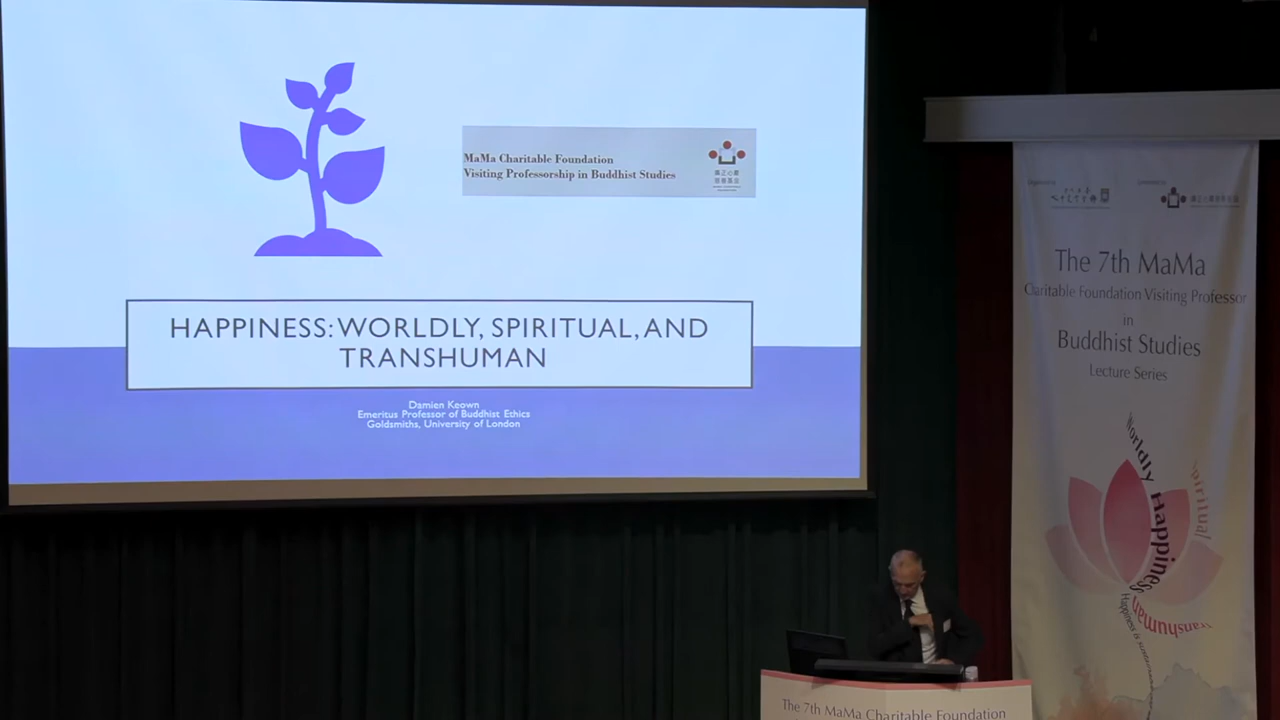 MaMa Charitable Foundation
Visiting Professorship in Buddhist Studies
HAPPINESS: WORLDLY, SPIRITUAL, AND
TRANSHUMAN
Damien Keown
Emeritus Professor of Buddhist Ethics
Goldsmiths, University of London
The 7th MaMa
Charitable Foundation Visiting Professor
in
Buddhist Studies
Lecture Series
Worldly Happiness
Spiritual
Transhuman
Happiness is
The 7th MaMa Charitable Foundation